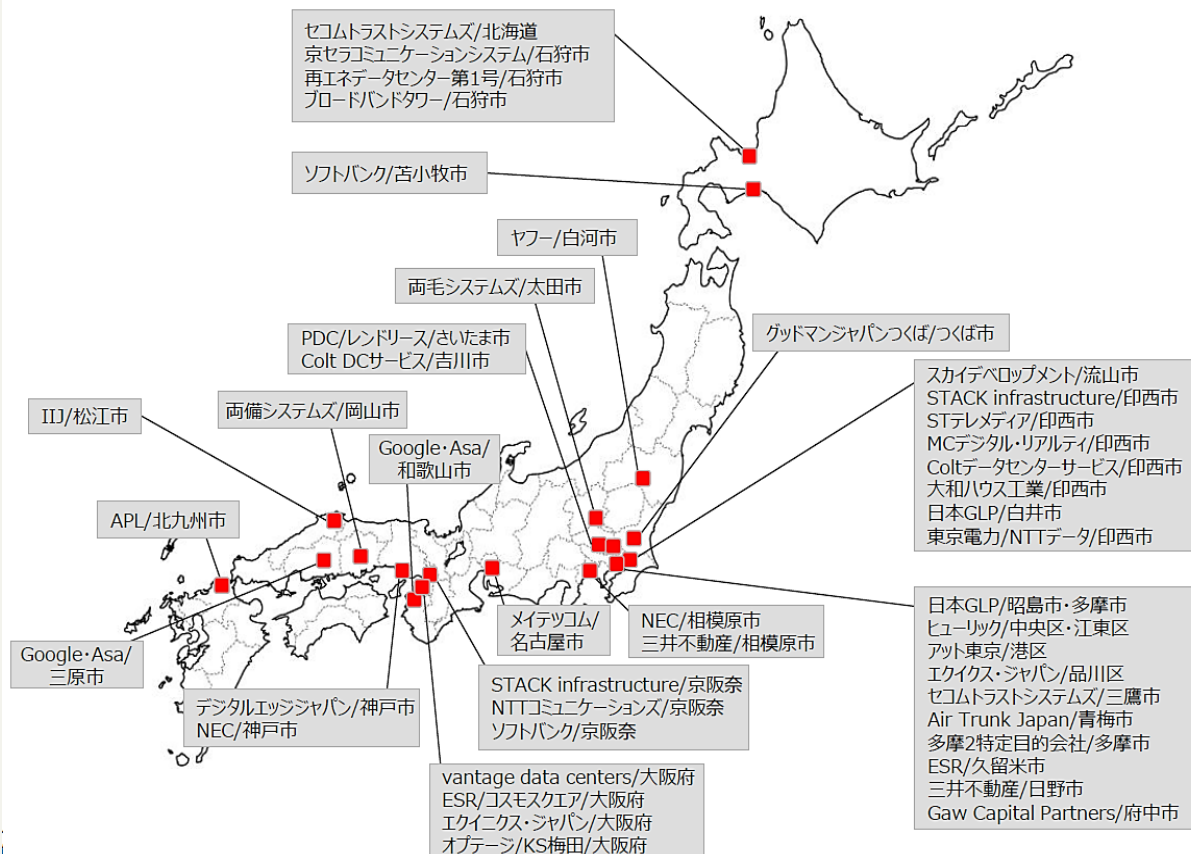 セコムトラストシステムズ/北海道
京セラコミュニケーションシステム/石狩市
再エネデータセンター第1号/石狩市
ブロードバンドタワー/石狩市
ソフトバンク/苫小牧市
ヤフー/白河市
両毛システムズ/太田市
PDC/レンドリース/さいたま市
Colt DCサービス/吉川市
グッドマンジャパンつくば/つくば市
スカイデベロップメント/流山市
STACK infrastructure/印西市
STテレメディア/印西市
MCデジタル・リアルティ/印西市
Coltデータセンターサービス/印西市
大和ハウス工業/印西市
日本GLP/白井市
東京電力/NTTデータ/印西市
IIJ/松江市
両備システムズ/岡山市
Google・Asa/
和歌山市
APL/北九州市
Google・Asa/
三原市
メイテツコム/
名古屋市
NEC/相模原市
三井不動産/相模原市
日本GLP/昭島市・多摩市
ヒューリック/中央区・江東区
アット東京/港区
エクイクス・ジャパン/品川区
セコムトラストシステムズ/三鷹市
Air Trunk Japan/青梅市
多摩2特定目的会社/多摩市
ESR/久留米市
三井不動産/日野市
Gaw Capital Partners/府中市
デジタルエッジジャパン/神戸市
NEC/神戸市
STACK infrastructure/京阪奈
NTTコミュニケーションズ/京阪奈
ソフトバンク/京阪奈
vantage data centers/大阪府
ESR/コスモスクエア/大阪府
エクイニクス・ジャパン/大阪府
オプテージ/KS梅田/大阪府